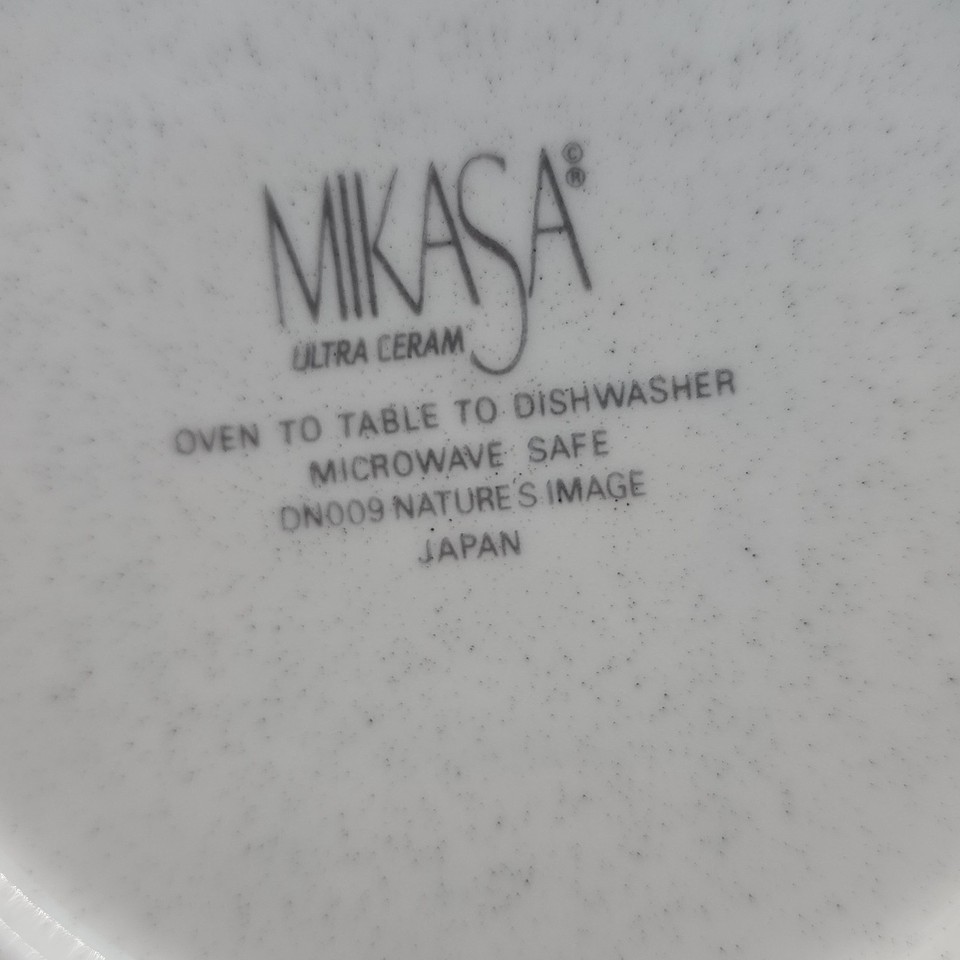 MIKASA©®
ULTRA CERAM
OVEN TO TABLE TO DISHWASHER
MICROWAVE SAFE
DN009 NATURE'S IMAGE
JAPAN